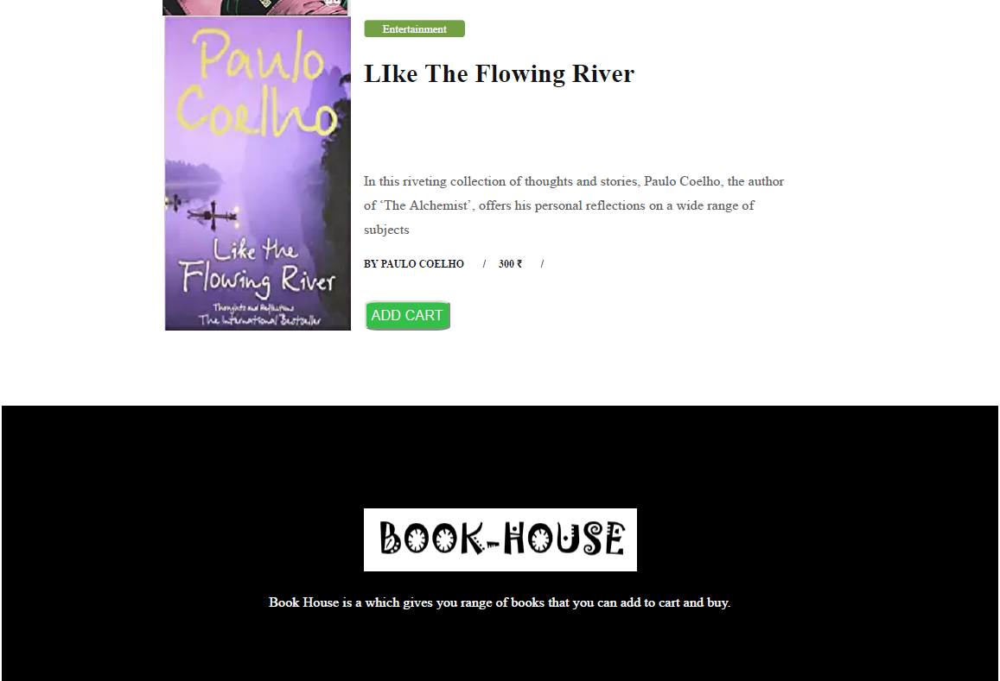 Entertainment
Paulo
Coelho
LIke The Flowing River
In this riveting collection of thoughts and stories, Paulo Coelho, the author
of ‘The Alchemist’, offers his personal reflections on a wide range of
subjects
Like the
Flowing River
Thoughts and Reflections
The International Bestseller
BY PAULO COELHO / 300 ₹ /
ADD CART
BOOK-HOUSE
Book House is a which gives you range of books that you can add to cart and buy.